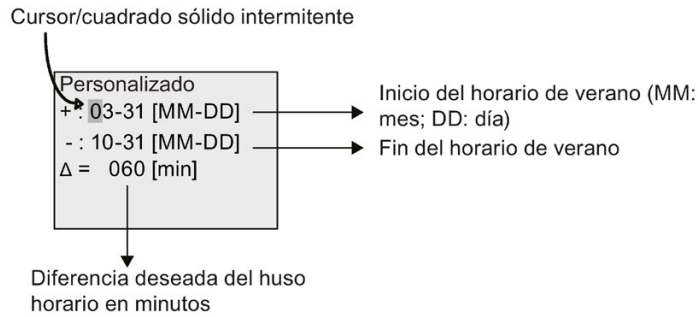 Cursor/cuadrado sólido intermitente
Personalizado
+ : 03-31 [MM-DD]
- : 10-31 [MM-DD]
Δ = 060 [min]
Inicio del horario de verano (MM:
mes; DD: día)
Fin del horario de verano
Diferencia deseada del huso
horario en minutos